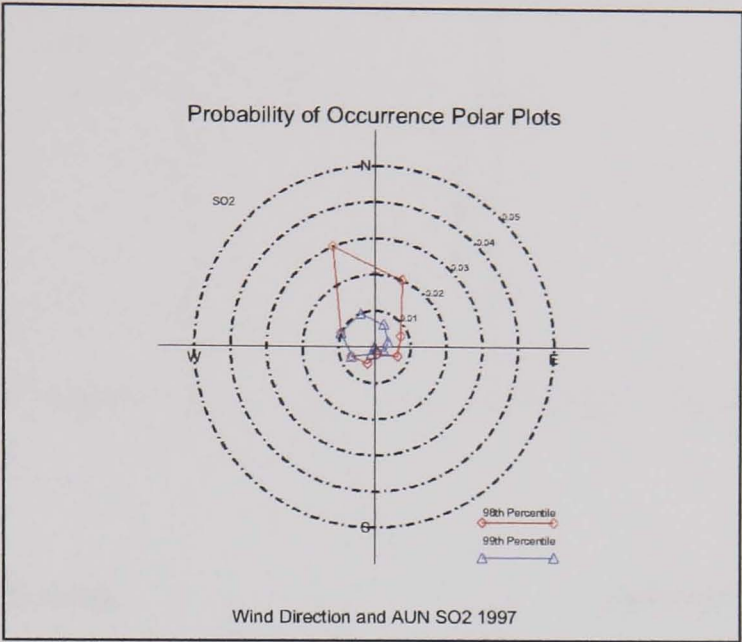 Probability of Occurrence Polar Plots
N
SO2
0.05
0.04
0.03
0.02
0.01
W
E
S
98th Percentile
99th Percentile
Wind Direction and AUN SO2 1997